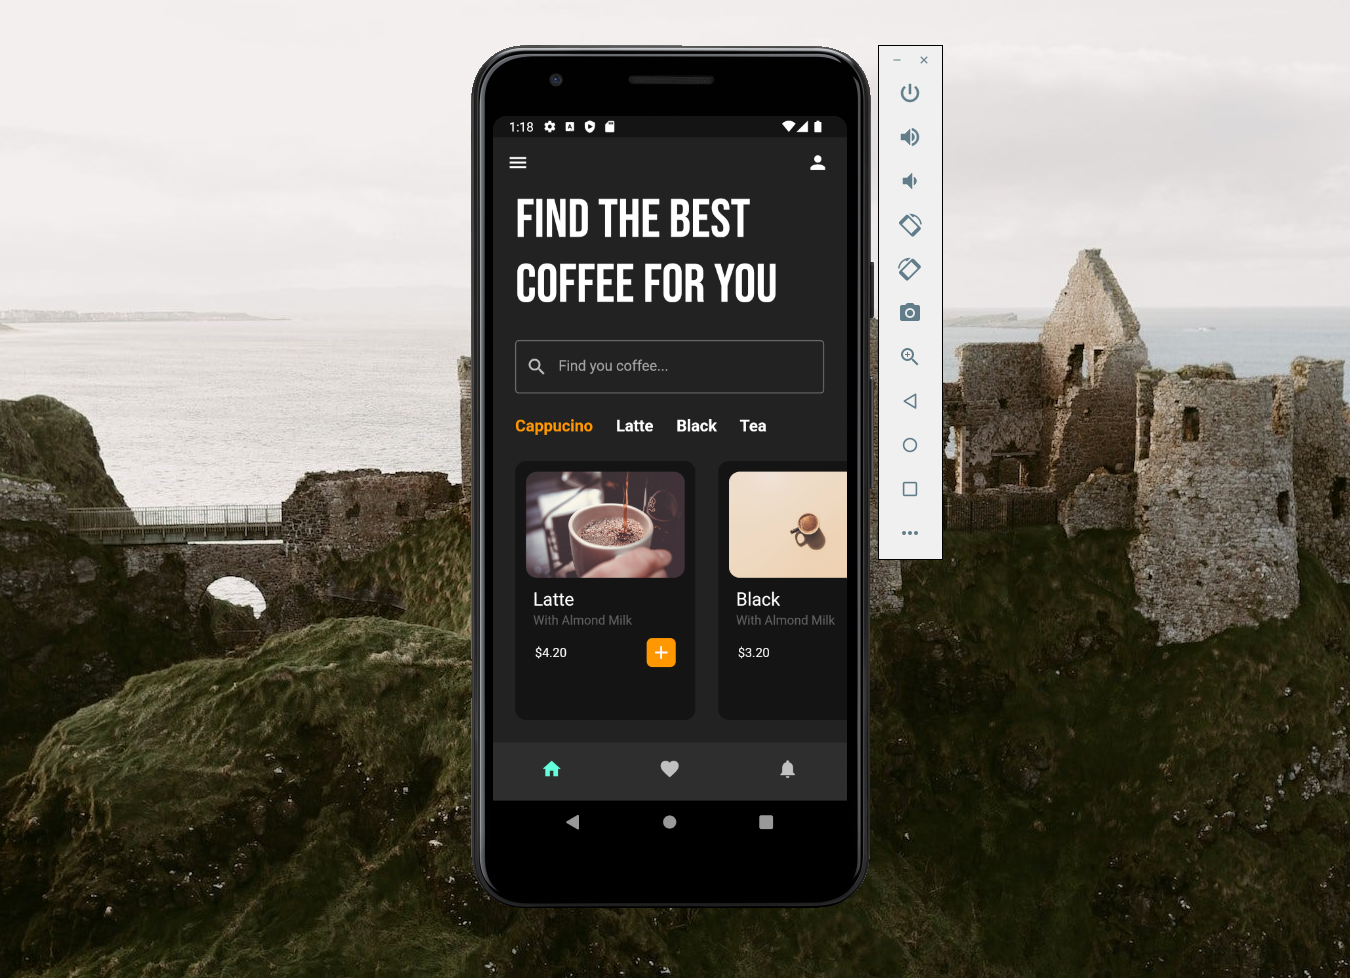 1:18
FIND THE BEST
COFFEE FOR YOU
Find you coffee...
Cappucino Latte Black Tea
Latte
With Almond Milk
$4.20
Black
With Almond Milk
$3.20